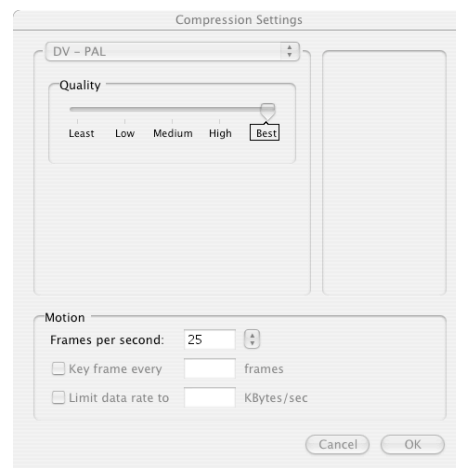 Compression Settings
DV – PAL
Quality
Least Low Medium High Best
Motion
Frames per second: 25
Key frame every frames
Limit data rate to KBytes/sec
Cancel OK